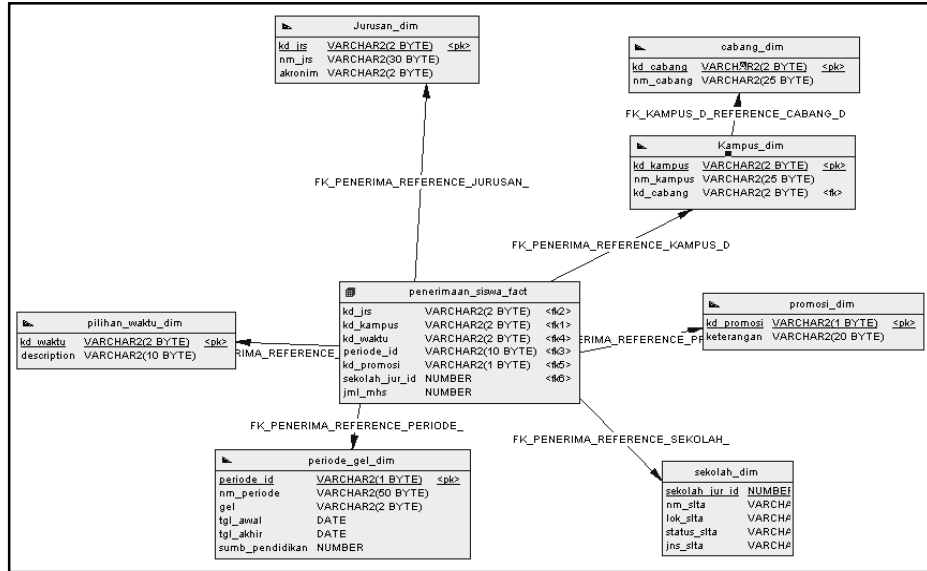 Jurusan_dim
kd_jrs VARCHAR2(2 BYTE) <pk>
nm_jrs VARCHAR2(30 BYTE)
akronim VARCHAR2(2 BYTE)
cabang_dim
kd_cabang VARCHAR2(2 BYTE) <pk>
nm_cabang VARCHAR2(25 BYTE)
FK_KAMPUS_D_REFERENCE_CABANG_D
Kampus_dim
kd_kampus VARCHAR2(2 BYTE) <pk>
nm_kampus VARCHAR2(25 BYTE)
kd_cabang VARCHAR2(2 BYTE) <fk>
FK_PENERIMA_REFERENCE_JURUSAN_
FK_PENERIMA_REFERENCE_KAMPUS_D
penerimaan_siswa_fact
kd_jrs VARCHAR2(2 BYTE) <fk2>
kd_kampus VARCHAR2(2 BYTE) <fk1>
kd_waktu VARCHAR2(2 BYTE) <fk4>
periode_id VARCHAR2(10 BYTE) <fk3>
kd_promosi VARCHAR2(1 BYTE) <fk5>
sekolah_jur_id NUMBER <fk6>
jml_mhs NUMBER
pilihan_waktu_dim
kd_waktu VARCHAR2(2 BYTE) <pk>
description VARCHAR2(10 BYTE)
RIMA_REFERENCE_
promosi_dim
kd_promosi VARCHAR2(1 BYTE) <pk>
keterangan VARCHAR2(20 BYTE)
ERIMA_REFERENCE_PR
FK_PENERIMA_REFERENCE_PERIODE_
FK_PENERIMA_REFERENCE_SEKOLAH_
periode_gel_dim
periode_id VARCHAR2(1 BYTE) <pk>
nm_periode VARCHAR2(50 BYTE)
gel VARCHAR2(2 BYTE)
tgl_awal DATE
tgl_akhir DATE
sumb_pendidikan NUMBER
sekolah_dim
sekolah_jur_id NUMBER
nm_slta VARCHA
lok_slta VARCHA
status_slta VARCHA
jns_slta VARCHA